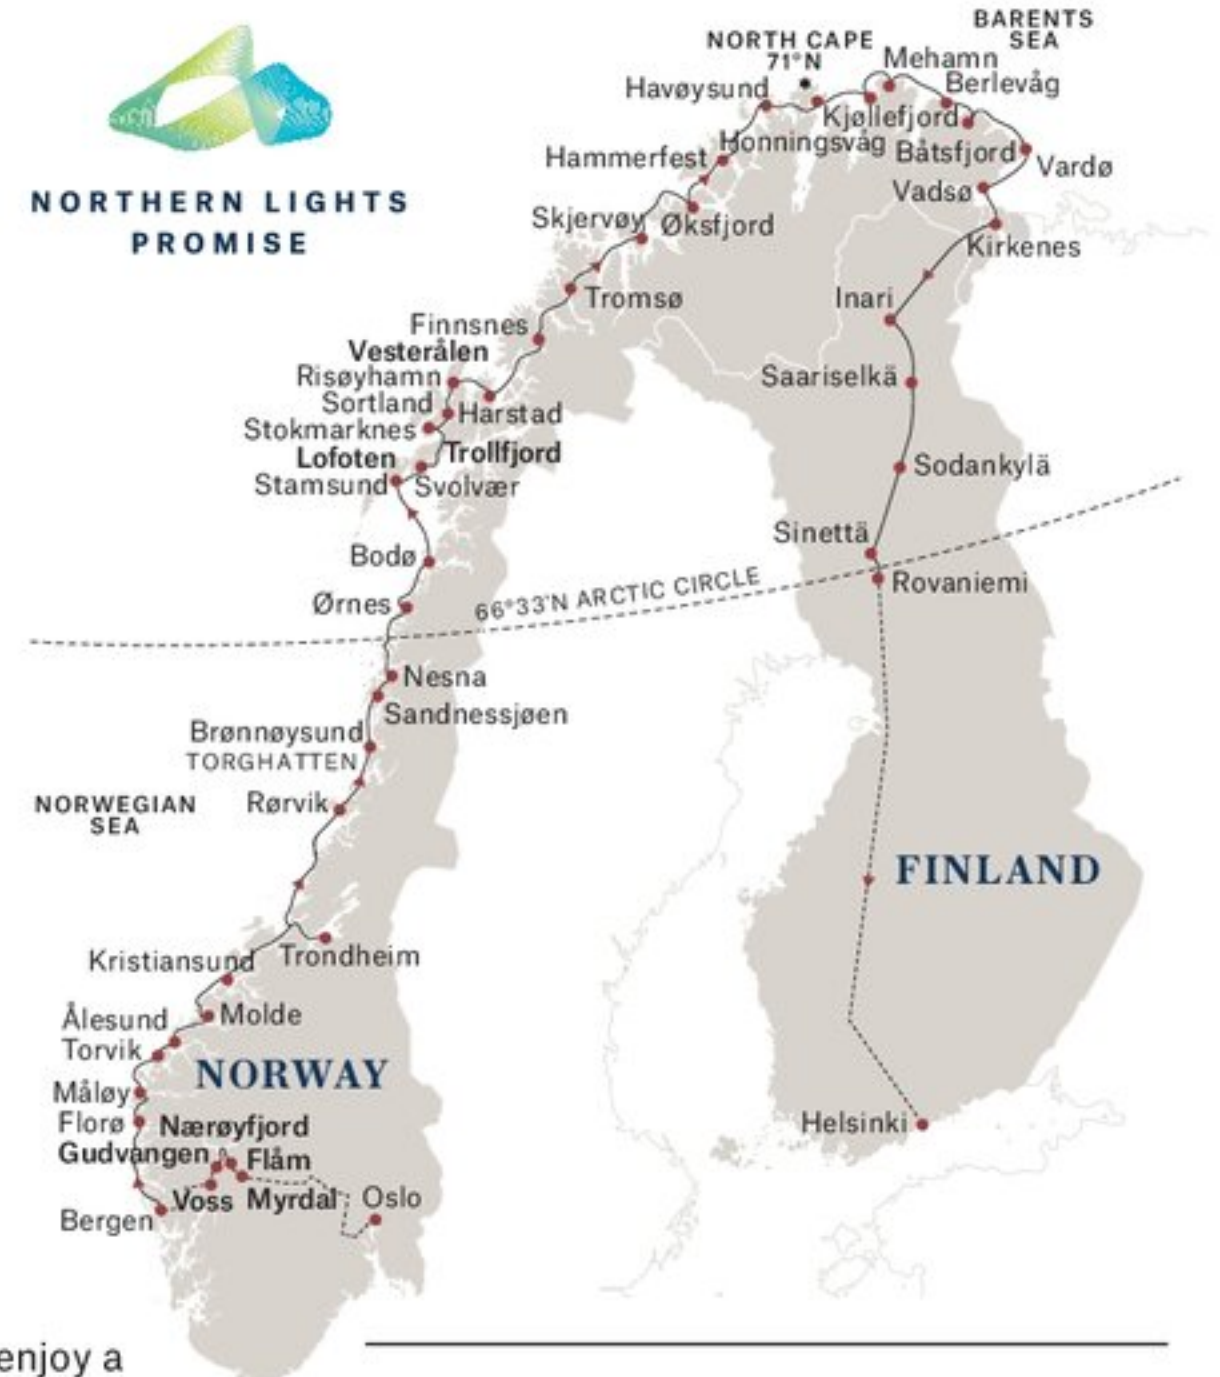 NORTHERN LIGHTS
PROMISE
BARENTS
SEA
NORTH CAPE
71°N
Mehamn
Havøysund
Berlevåg
Kjøllefjord
Honningsvåg
Båtsfjord
Hammerfest
Vardø
Vadsø
Skjervøy
Øksfjord
Kirkenes
Tromsø
Inari
Finnsnes
Vesterålen
Risøyhamn
Saariselkä
Sortland
Harstad
Stokmarknes
Lofoten
Trollfjord
Stamsund
Svolvær
Sodankylä
Sinettä
Bodø
66°33'N ARCTIC CIRCLE
Rovaniemi
Ørnes
Nesna
Sandnessjøen
Brønnøysund
TORGHATTEN
NORWEGIAN
SEA
Rørvik
FINLAND
Kristiansund
Trondheim
Ålesund
Molde
Torvik
NORWAY
Måløy
Florø
Nærøyfjord
Helsinki
Gudvangen
Flåm
Voss
Myrdal
Oslo
Bergen
enjoy a